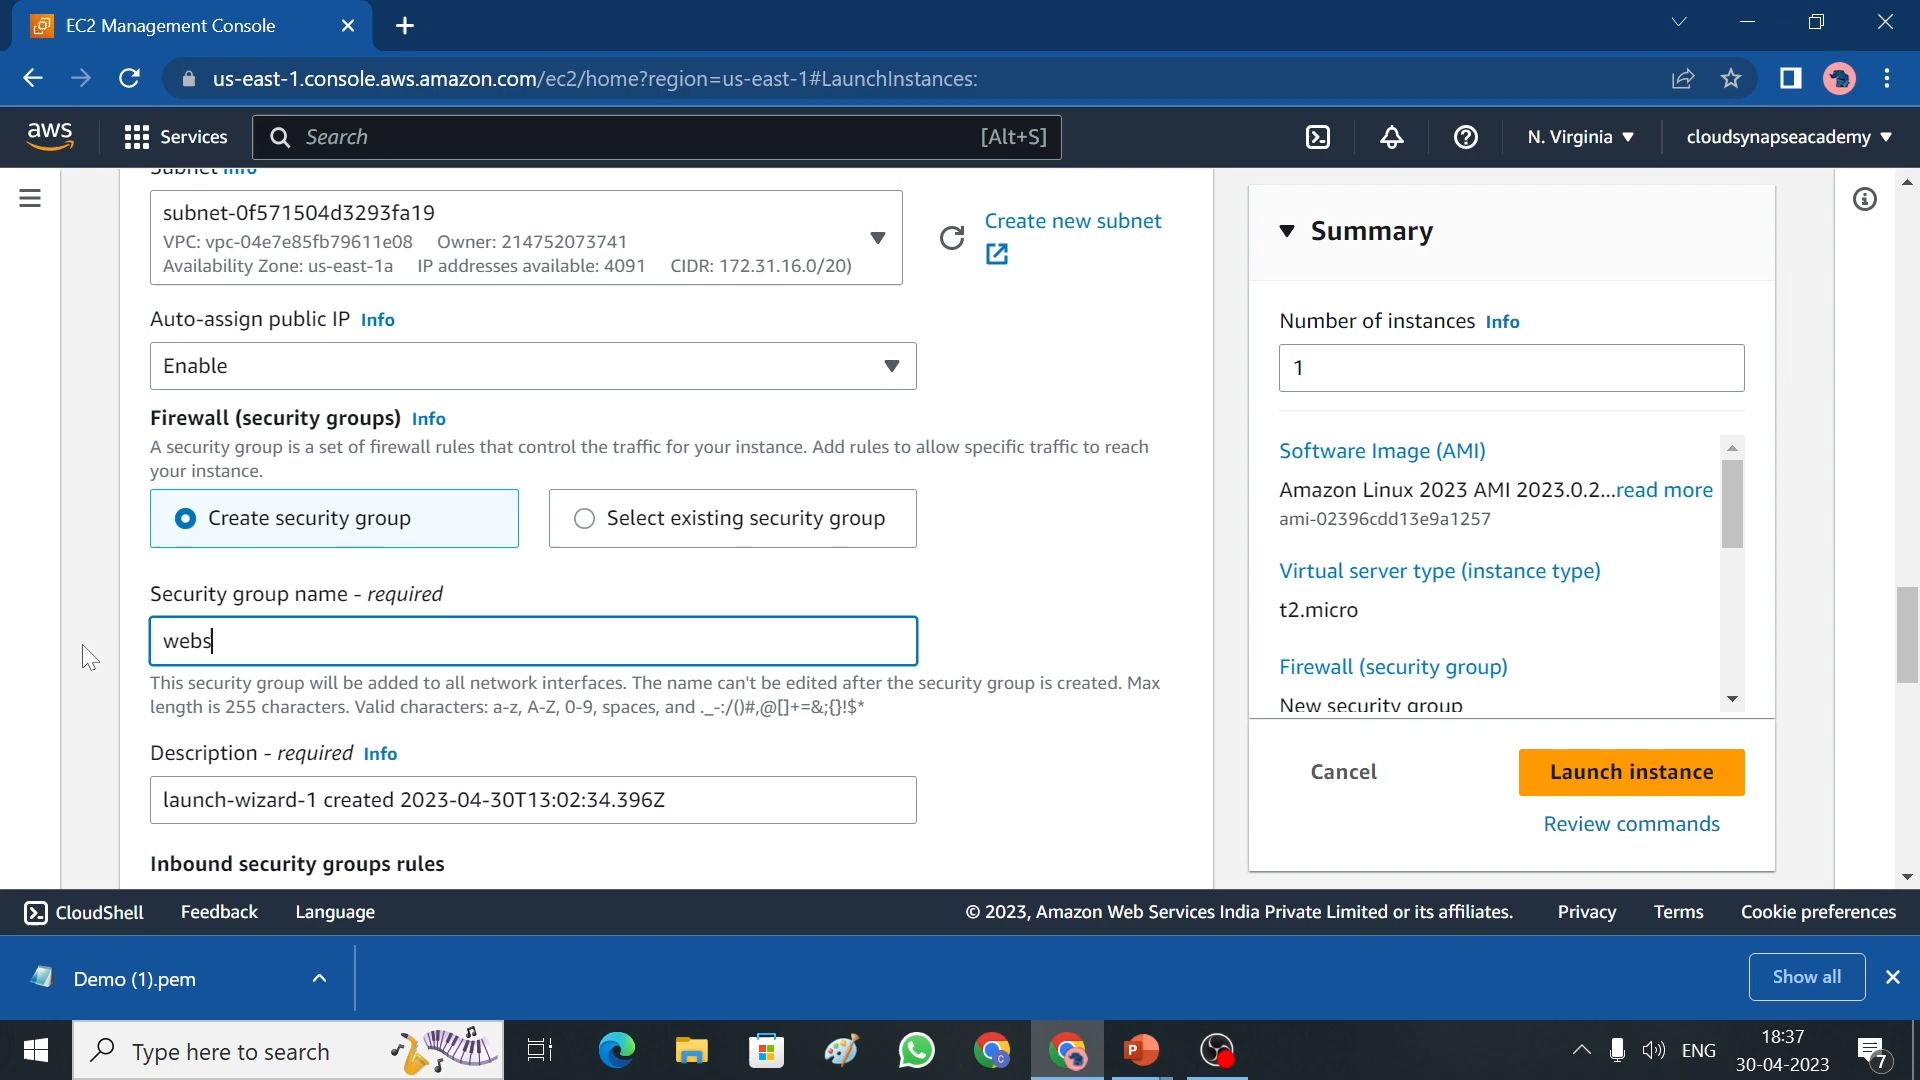 EC2 Management Console
us-east-1.console.aws.amazon.com/ec2/home?region=us-east-1#LaunchInstances:
aws
Services
Search
[Alt+S]
N. Virginia
cloudsynapseacademy
Subnet Info
subnet-0f571504d3293fa19
VPC: vpc-04e7e85fb79611e08 Owner: 214752073741
Availability Zone: us-east-1a IP addresses available: 4091 CIDR: 172.31.16.0/20)
Create new subnet
Auto-assign public IP Info
Enable
Firewall (security groups) Info
A security group is a set of firewall rules that control the traffic for your instance. Add rules to allow specific traffic to reach
your instance.
Create security group
Select existing security group
Security group name - required
webs
This security group will be added to all network interfaces. The name can't be edited after the security group is created. Max
length is 255 characters. Valid characters: a-z, A-Z, 0-9, spaces, and ._-:/()#,@[]+=&;{}!$*
Description - required Info
launch-wizard-1 created 2023-04-30T13:02:34.396Z
Inbound security groups rules
Summary
Number of instances Info
1
Software Image (AMI)
Amazon Linux 2023 AMI 2023.0.2...read more
ami-02396cdd13e9a1257
Virtual server type (instance type)
t2.micro
Firewall (security group)
New security group
Cancel
Launch instance
Review commands
CloudShell
Feedback
Language
© 2023, Amazon Web Services India Private Limited or its affiliates.
Privacy
Terms
Cookie preferences
Demo (1).pem
Show all
Type here to search
ENG
18:37
30-04-2023
7